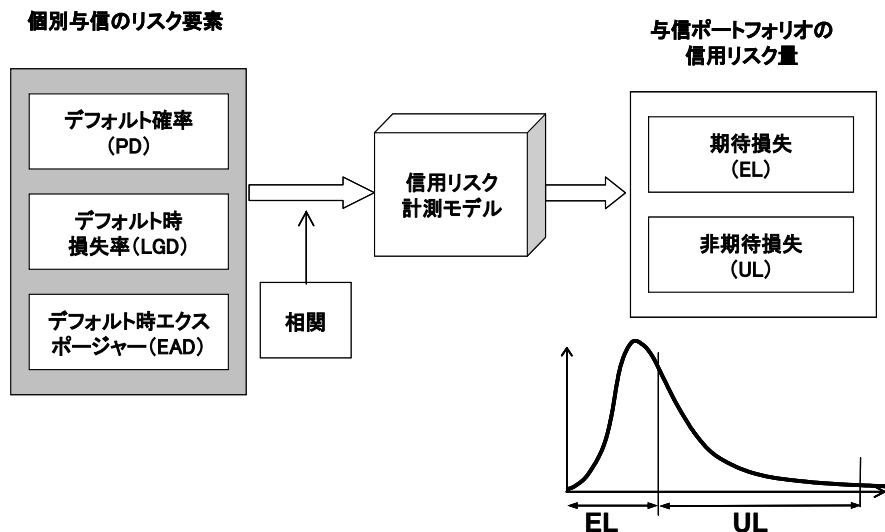 個別与信のリスク要素
デフォルト確率
(PD)
デフォルト時
損失率(LGD)
デフォルト時エクス
ポージャー(EAD)
相関
信用リスク
計測モデル
与信ポートフォリオの
信用リスク量
期待損失
(EL)
非期待損失
(UL)
EL
UL